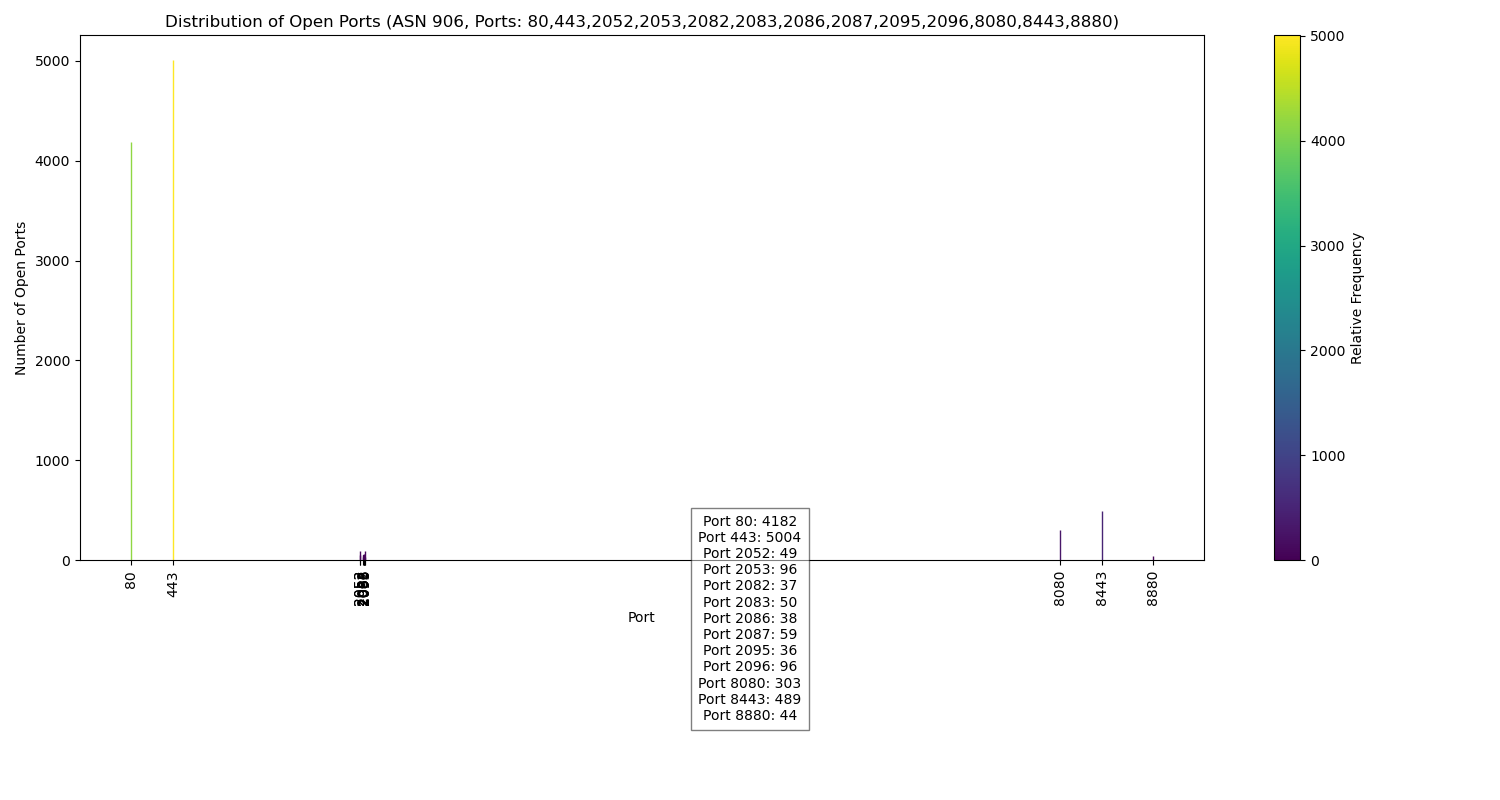 Distribution of Open Ports (ASN 906, Ports: 80,443,2052,2053,2082,2083,2086,2087,2095,2096,8080,8443,8880)
Number of Open Ports
5000
4000
3000
2000
1000
0
80
443
8080
8443
8880
Port
Port 80: 4182
Port 443: 5004
Port 2052: 49
Port 2053: 96
Port 2082: 37
Port 2083: 50
Port 2086: 38
Port 2087: 59
Port 2095: 36
Port 2096: 96
Port 8080: 303
Port 8443: 489
Port 8880: 44
5000
4000
3000
2000
1000
0
Relative Frequency